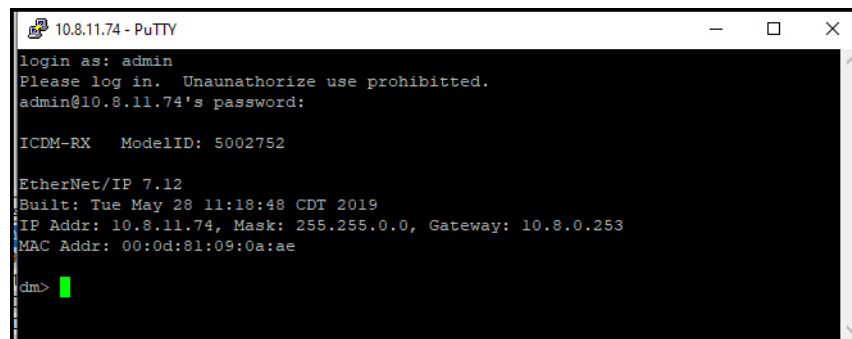 10.8.11.74 - PuTTY
login as: admin
Please log in.  Unaunathorize use prohibitted.
admin@10.8.11.74's password:
ICDM-RX   ModelID: 5002752
EtherNet/IP 7.12
Built: Tue May 28 11:18:48 CDT 2019
IP Addr: 10.8.11.74, Mask: 255.255.0.0, Gateway: 10.8.0.253
MAC Addr: 00:0d:81:09:0a:ae
dm>